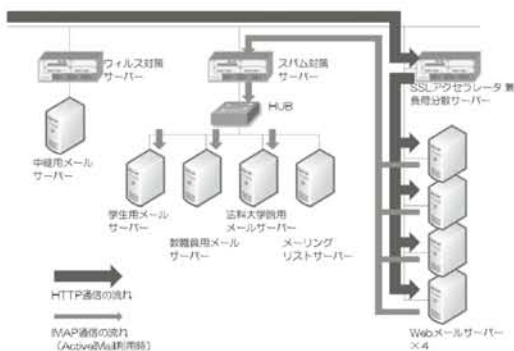 ウィルス対策
サーバー
スパム対策
サーバー
SSLアクセラレータ兼
負荷分散サーバー
HUB
中継用メール
サーバー
学生用メール
サーバー
法科大学院用
メールサーバー
教職員用メール
サーバー
メーリング
リストサーバー
HTTP通信の流れ
IMAP通信の流れ
(Active!Mail利用時)
Webメールサーバー
×4